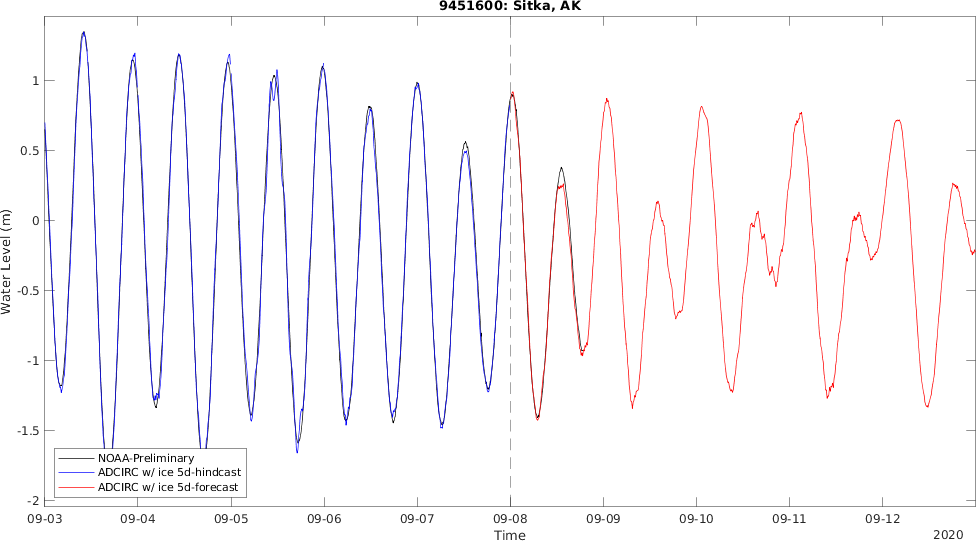 9451600: Sitka, AK
Water Level (m)
1
0.5
0
-0.5
-1
-1.5
-2
NOAA-Preliminary
ADCIRC w/ ice 5d-hindcast
ADCIRC w/ ice 5d-forecast
09-03 09-04 09-05 09-06 09-07 09-08 09-09 09-10 09-11 09-12
Time
2020